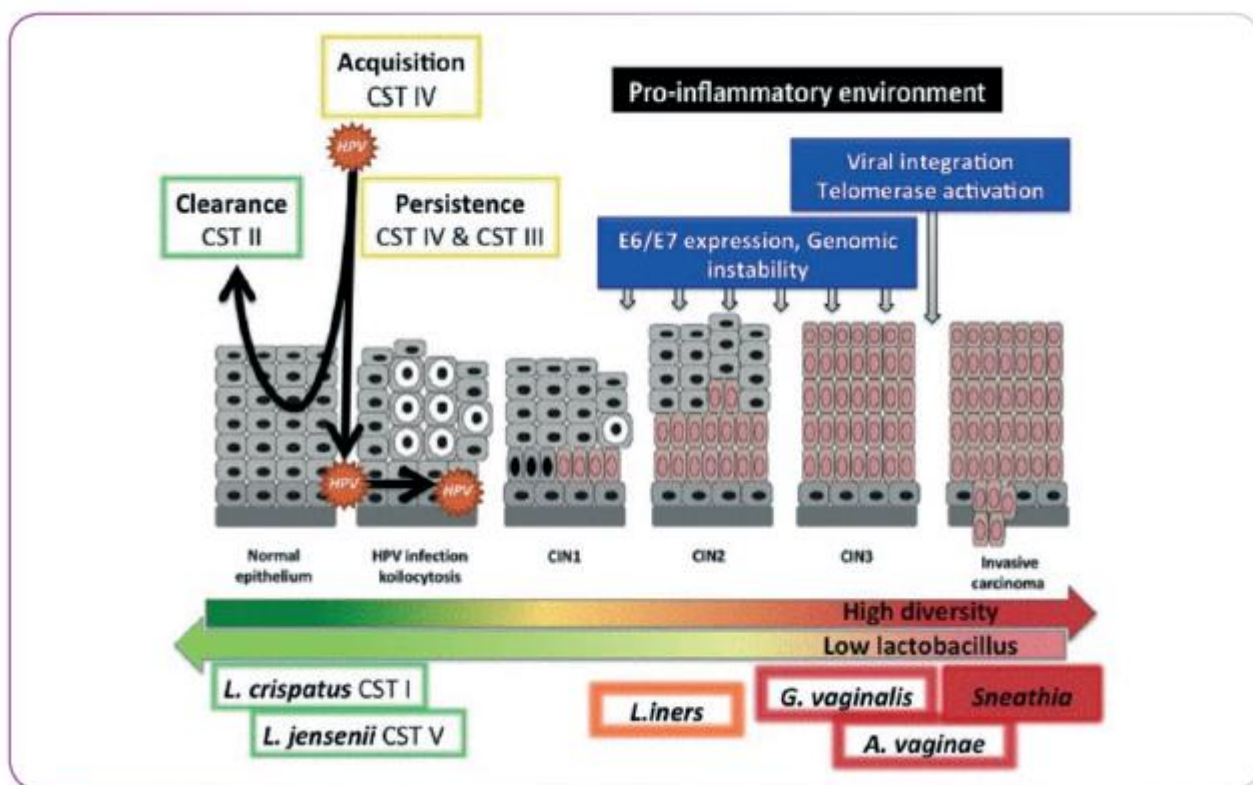 Acquisition
CST IV
Pro-inflammatory environment
HPV
Viral integration
Telomerase activation
Clearance
CST II
Persistence
CST IV & CST III
E6/E7 expression, Genomic
instability
HPV
HPV
Normal
epithelium
HPV infection
koilocytosis
CIN1
CIN2
CIN3
Invasive
carcinoma
High diversity
Low lactobacillus
L. crispatus CST I
L. jensenii CST V
L.iners
G. vaginalis
Sneathia
A. vaginae